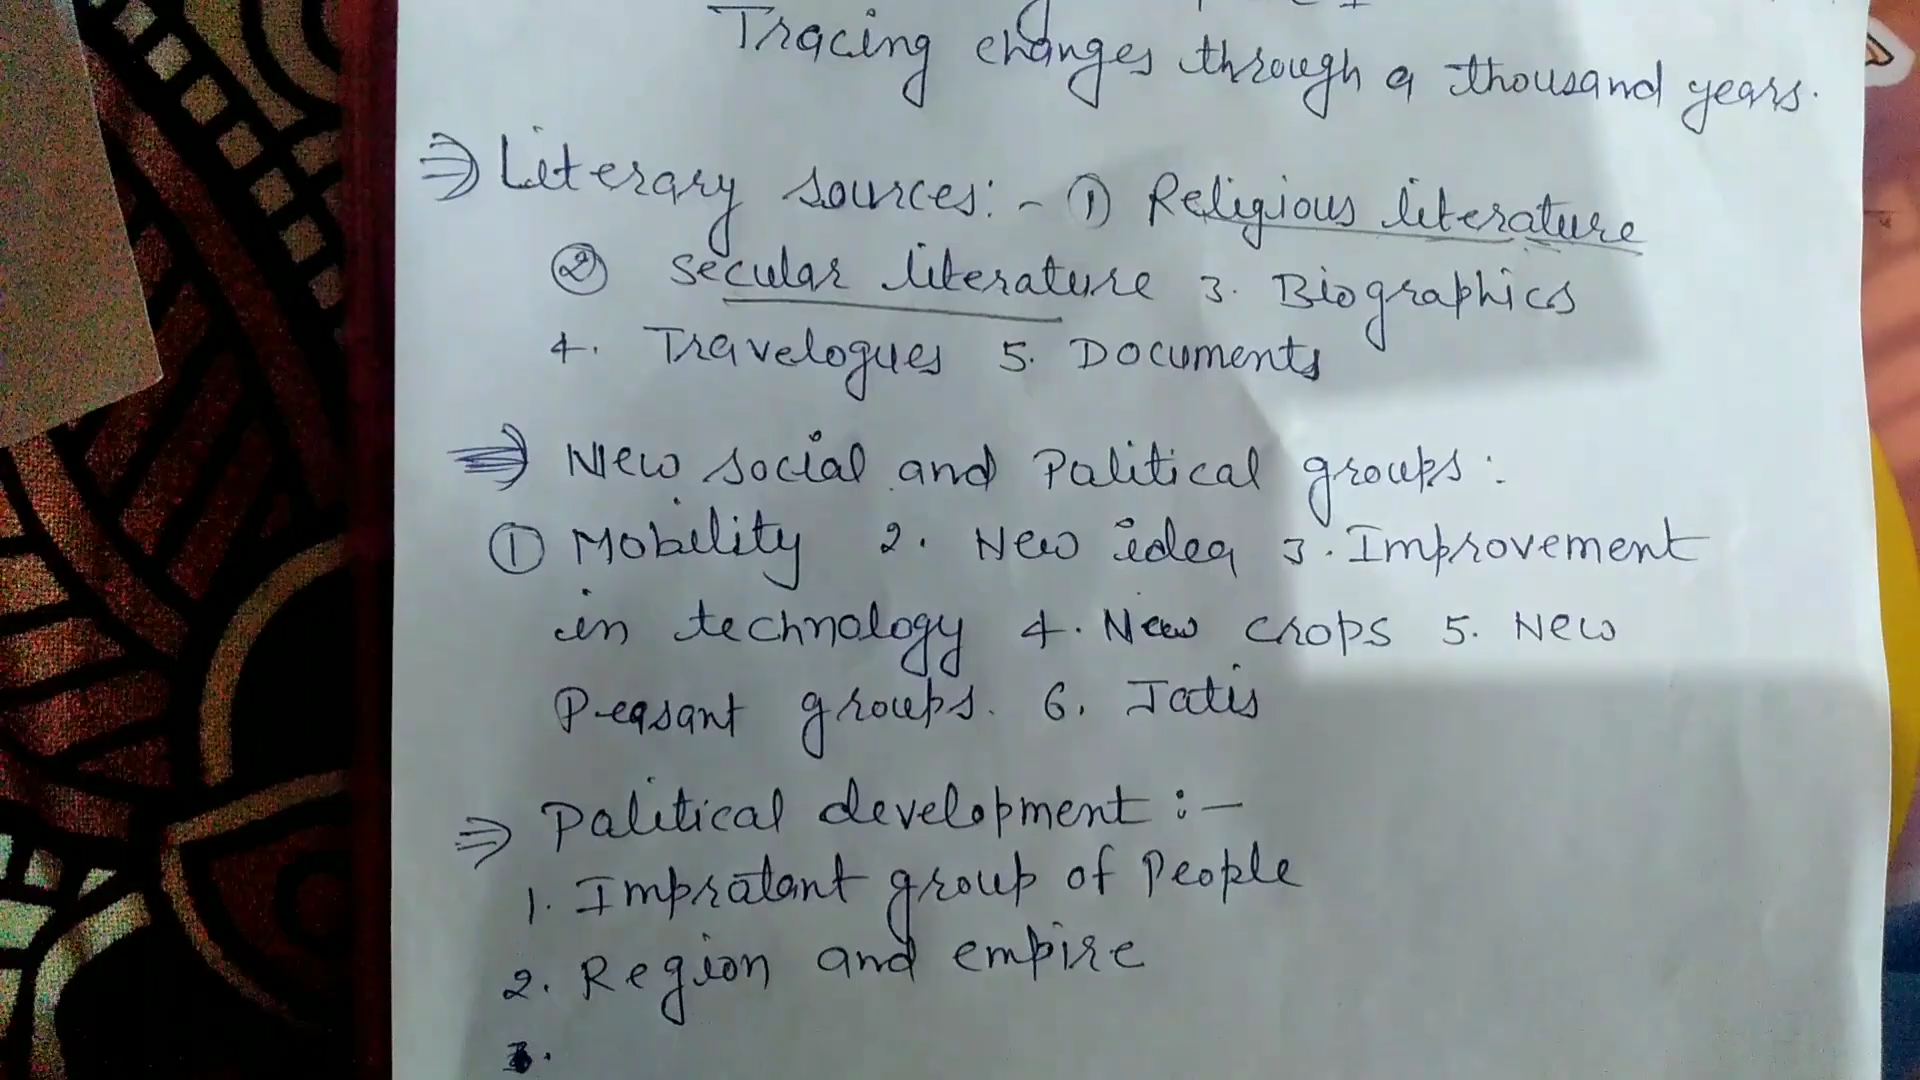 Tracing changes through a thousand years.
⇒ Literary sources:- ① Religious literature
② secular literature 3. Biographics
4. Travelogues 5. Documents
⇒ New social and Palitical groups:
① Mobility 2. New idea 3. Improvement
in technology 4. New crops 5. New
Peasant groups. 6. Jatis
⇒ Palitical development:-
1. Impratant group of People
2. Region and empire